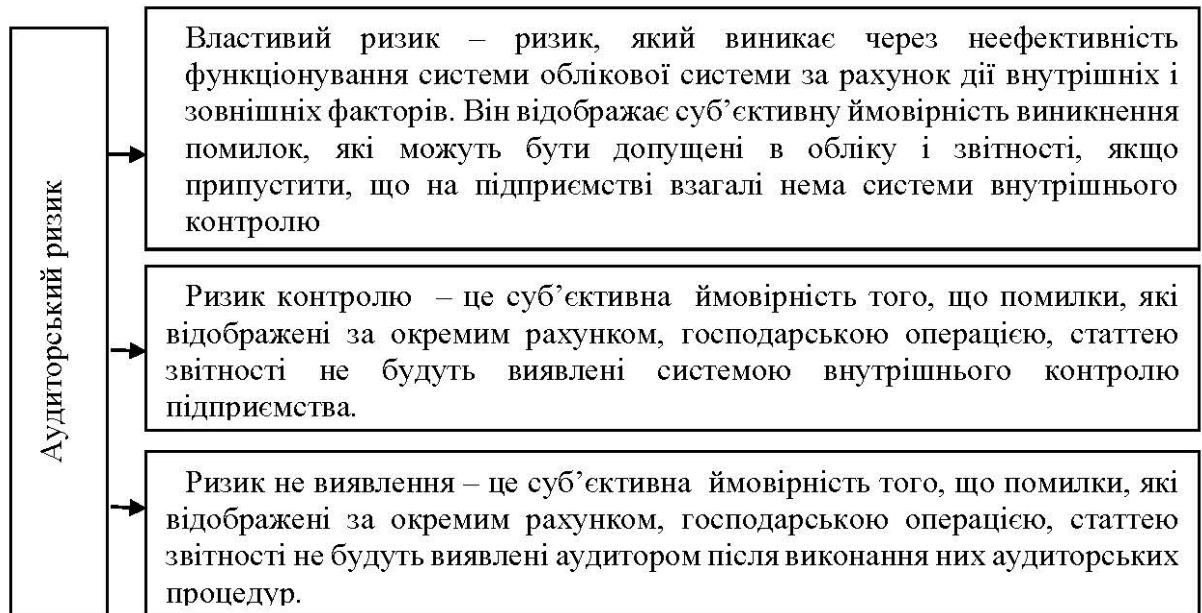 Аудиторський ризик
Властивий ризик – ризик, який виникає через неефективність
функціонування системи облікової системи за рахунок дії внутрішніх і
зовнішніх факторів. Він відображає суб’єктивну ймовірність виникнення
помилок, які можуть бути допущені в обліку і звітності, якщо
припустити, що на підприємстві взагалі нема системи внутрішнього
контролю
Ризик контролю – це суб’єктивна ймовірність того, що помилки, які
відображені за окремим рахунком, господарською операцією, статтею
звітності не будуть виявлені системою внутрішнього контролю
підприємства.
Ризик не виявлення – це суб’єктивна ймовірність того, що помилки, які
відображені за окремим рахунком, господарською операцією, статтею
звітності не будуть виявлені аудитором після виконання них аудиторських
процедур.